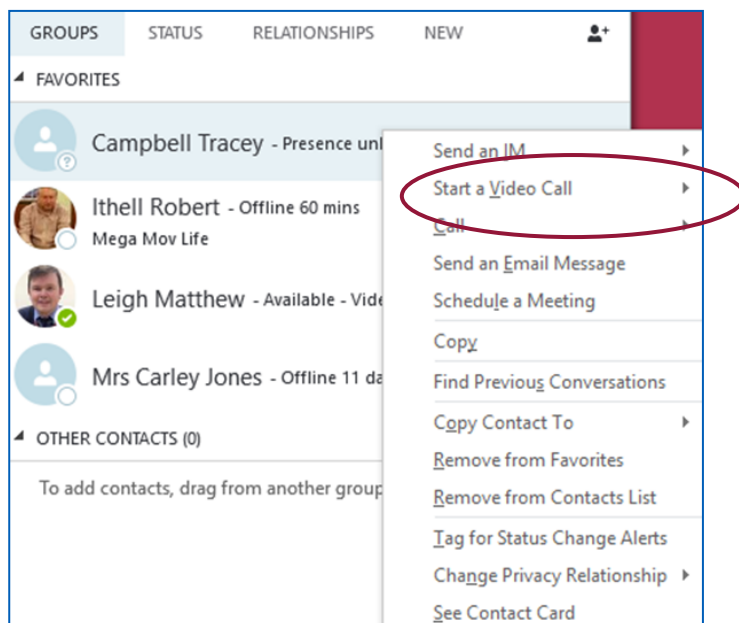 GROUPS STATUS RELATIONSHIPS NEW
FAVORITES
Campbell Tracey - Presence unk
Ithell Robert - Offline 60 mins
Mega Mov Life
Leigh Matthew - Available - Vide
Mrs Carley Jones - Offline 11 da
OTHER CONTACTS (0)
To add contacts, drag from another group
Send an IM
Start a Video Call
Call
Send an Email Message
Schedule a Meeting
Copy
Find Previous Conversations
Copy Contact To
Remove from Favorites
Remove from Contacts List
Tag for Status Change Alerts
Change Privacy Relationship
See Contact Card